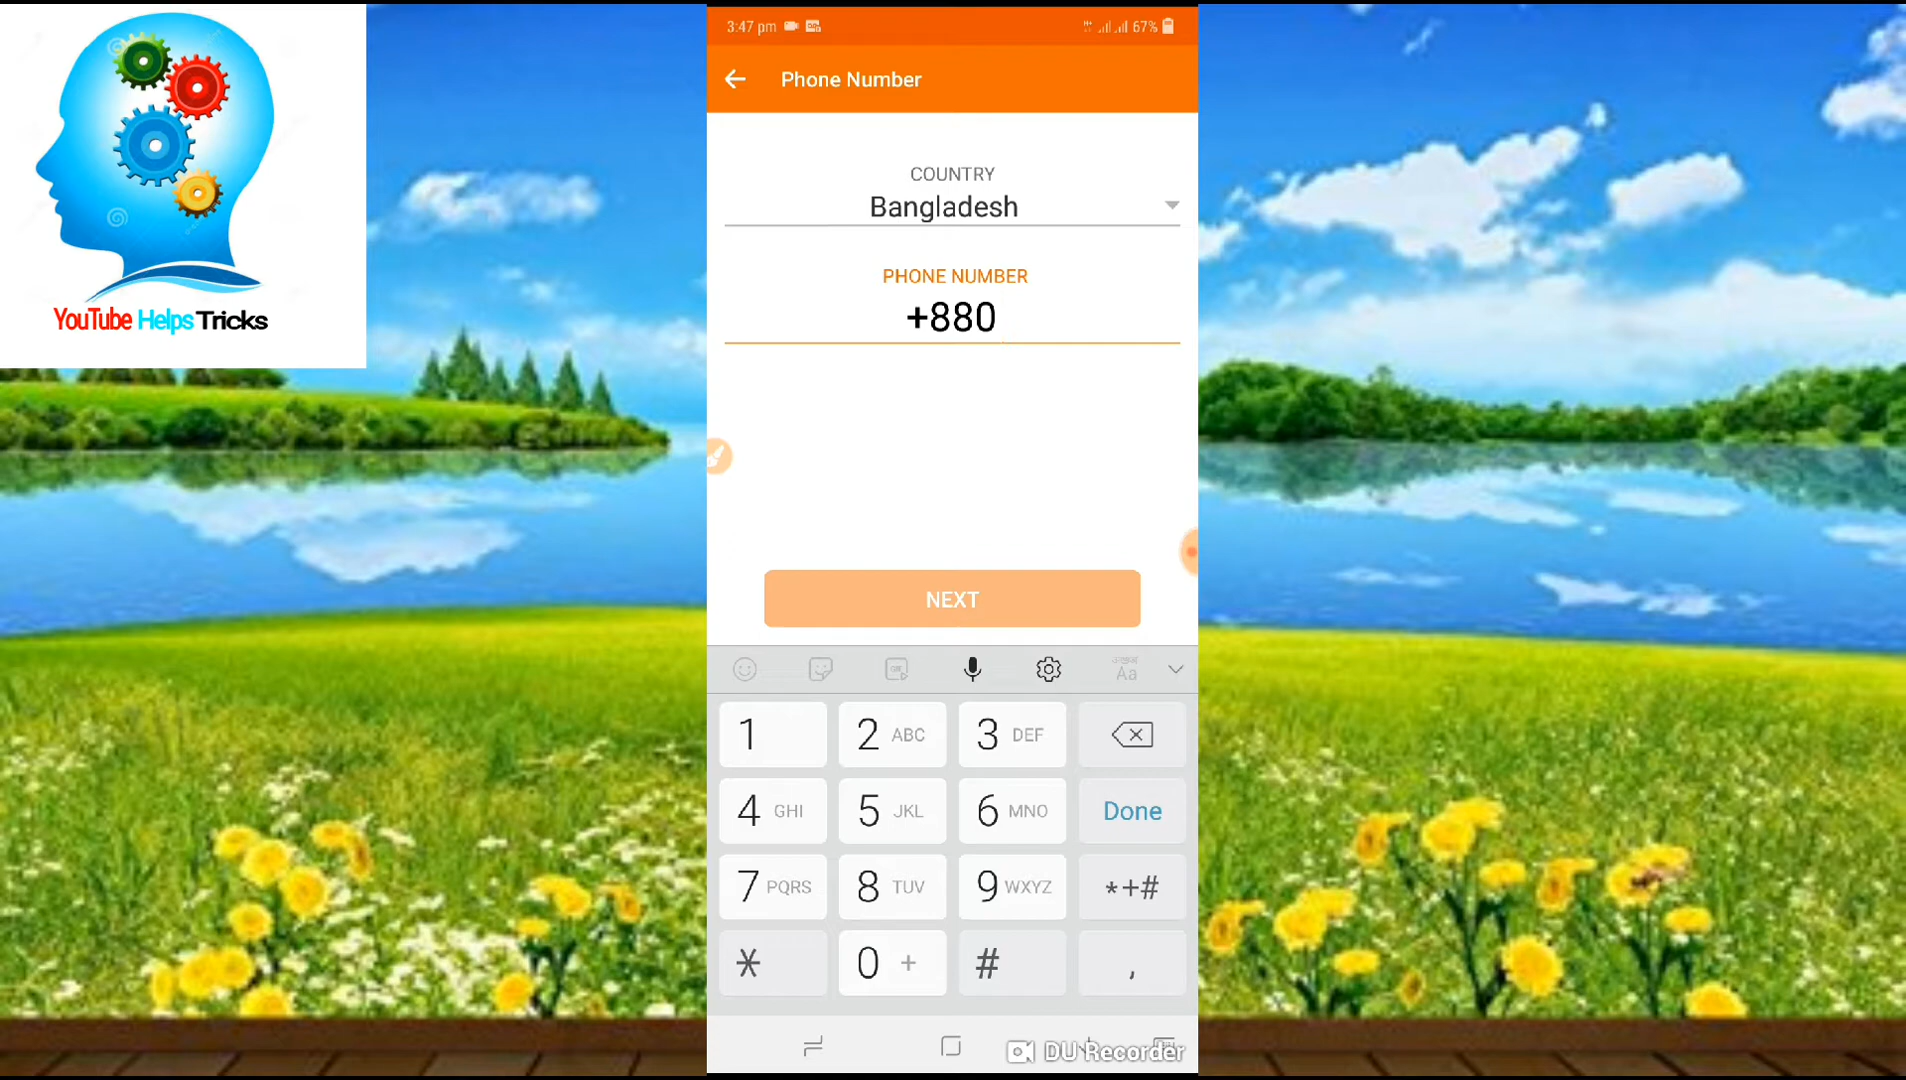 YouTube Helps Tricks
3:47 pm
67%
Phone Number
COUNTRY
Bangladesh
PHONE NUMBER
+880
NEXT
Aa
1
2 ABC
3 DEF
4 GHI
5 JKL
6 MNO
Done
7 PQRS
8 TUV
9 WXYZ
*+#
*
0 +
#
,
DU Recorder